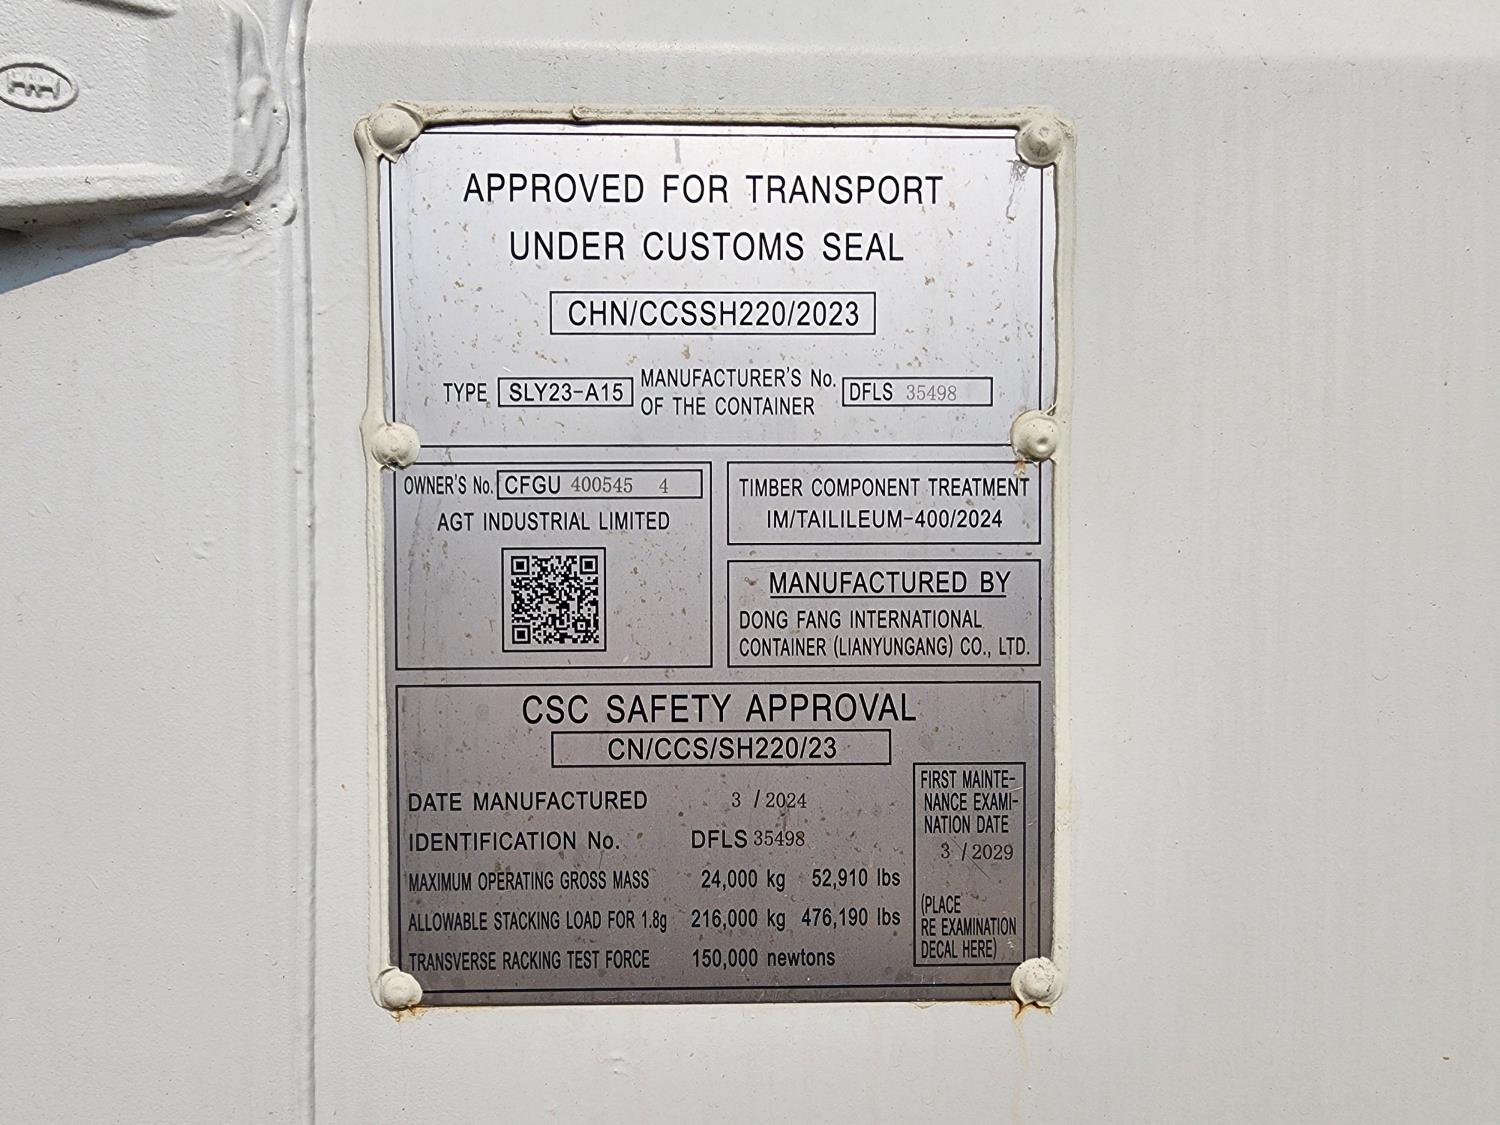 APPROVED FOR TRANSPORT
UNDER CUSTOMS SEAL
CHN/CCSSH220/2023
TYPE SLY23-A15 MANUFACTURER'S No. OF THE CONTAINER DFLS 35498
OWNER'S No. CFGU 400545 4
AGT INDUSTRIAL LIMITED
TIMBER COMPONENT TREATMENT
IM/TAILILEUM-400/2024
MANUFACTURED BY
DONG FANG INTERNATIONAL
CONTAINER (LIANYUNGANG) CO., LTD.
CSC SAFETY APPROVAL
CN/CCS/SH220/23
DATE MANUFACTURED 3 / 2024
IDENTIFICATION No. DFLS 35498
MAXIMUM OPERATING GROSS MASS 24,000 kg 52,910 lbs
ALLOWABLE STACKING LOAD FOR 1.8g 216,000 kg 476,190 lbs
TRANSVERSE RACKING TEST FORCE 150,000 newtons
FIRST MAINTE-
NANCE EXAMI-
NATION DATE
3 / 2029
(PLACE
RE EXAMINATION
DECAL HERE)